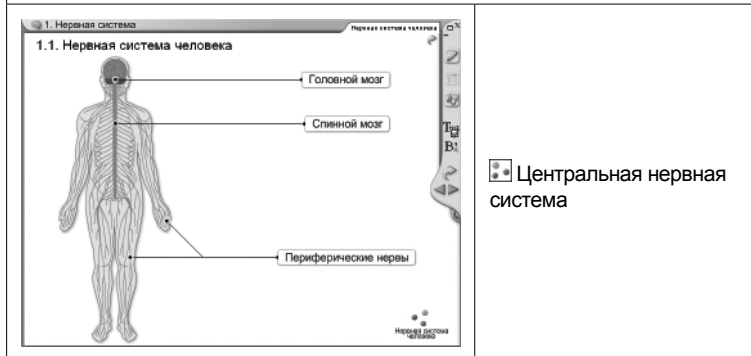 1. Нервная система
Нервная система человека
1.1. Нервная система человека
Головной мозг
Спинной мозг
Периферические нервы
Нервная система
человека
Центральная нервная
система